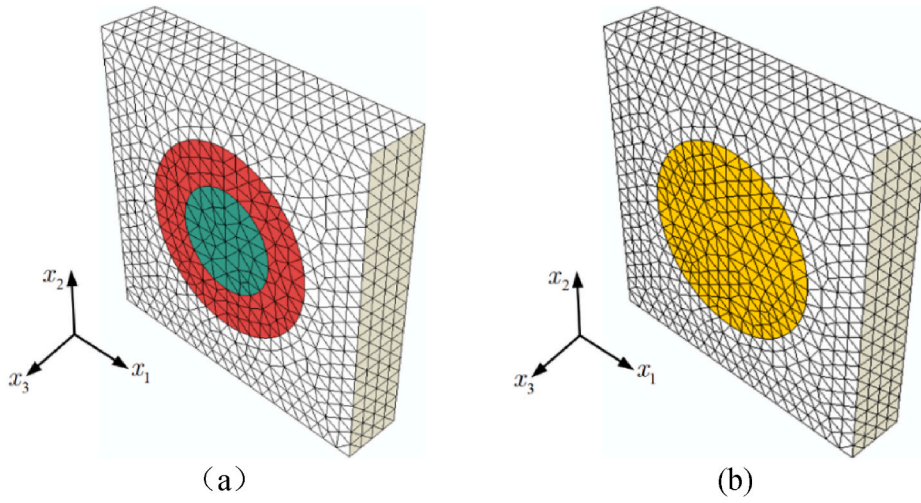 x₂
x₃
x₁
（a）
x₂
x₃
x₁
(b)